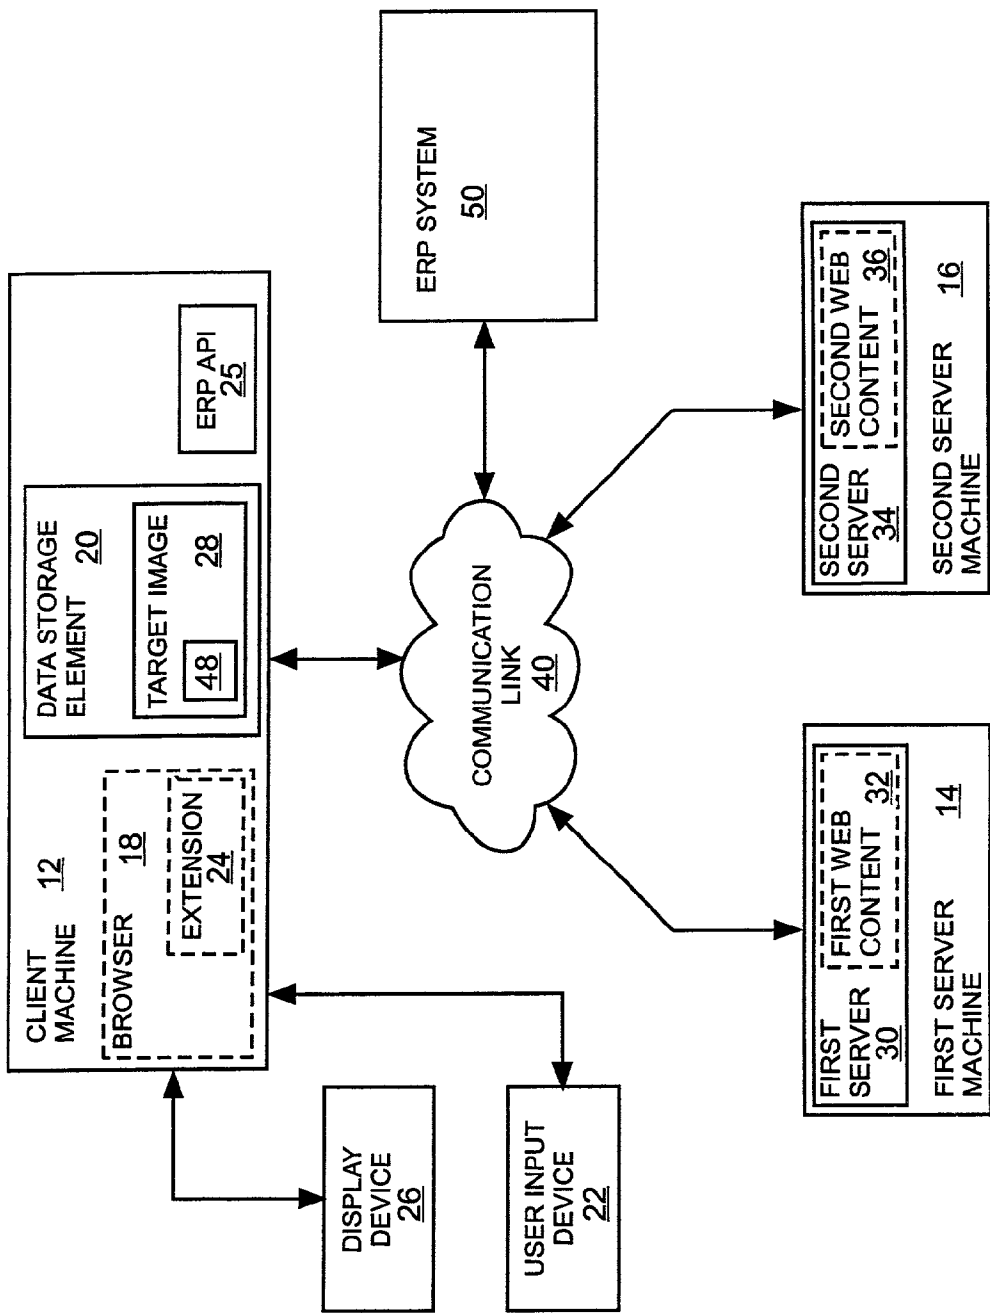 CLIENT
MACHINE 12
BROWSER
18
EXTENSION
24
DATA STORAGE
ELEMENT 20
TARGET IMAGE
48 28
ERP API
25
DISPLAY
DEVICE
26
USER INPUT
DEVICE
22
COMMUNICATION
LINK
40
ERP SYSTEM
50
FIRST
SERVER
30
FIRST WEB
CONTENT 32
FIRST SERVER
MACHINE 14
SECOND
SERVER
34
SECOND WEB
CONTENT 36
SECOND SERVER
MACHINE 16